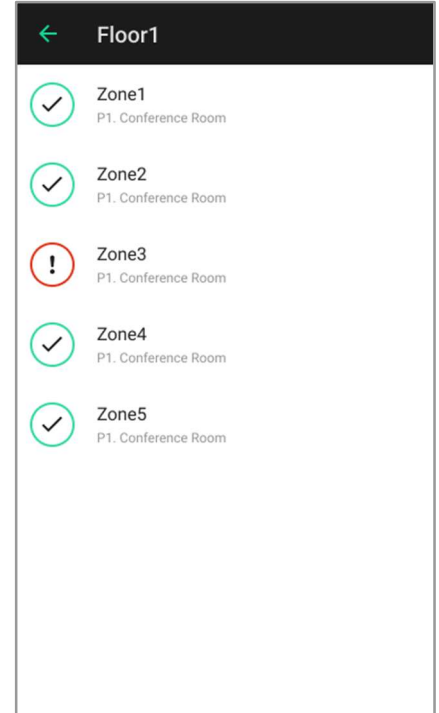 Floor1
Zone1
P1. Conference Room
Zone2
P1. Conference Room
Zone3
P1. Conference Room
Zone4
P1. Conference Room
Zone5
P1. Conference Room